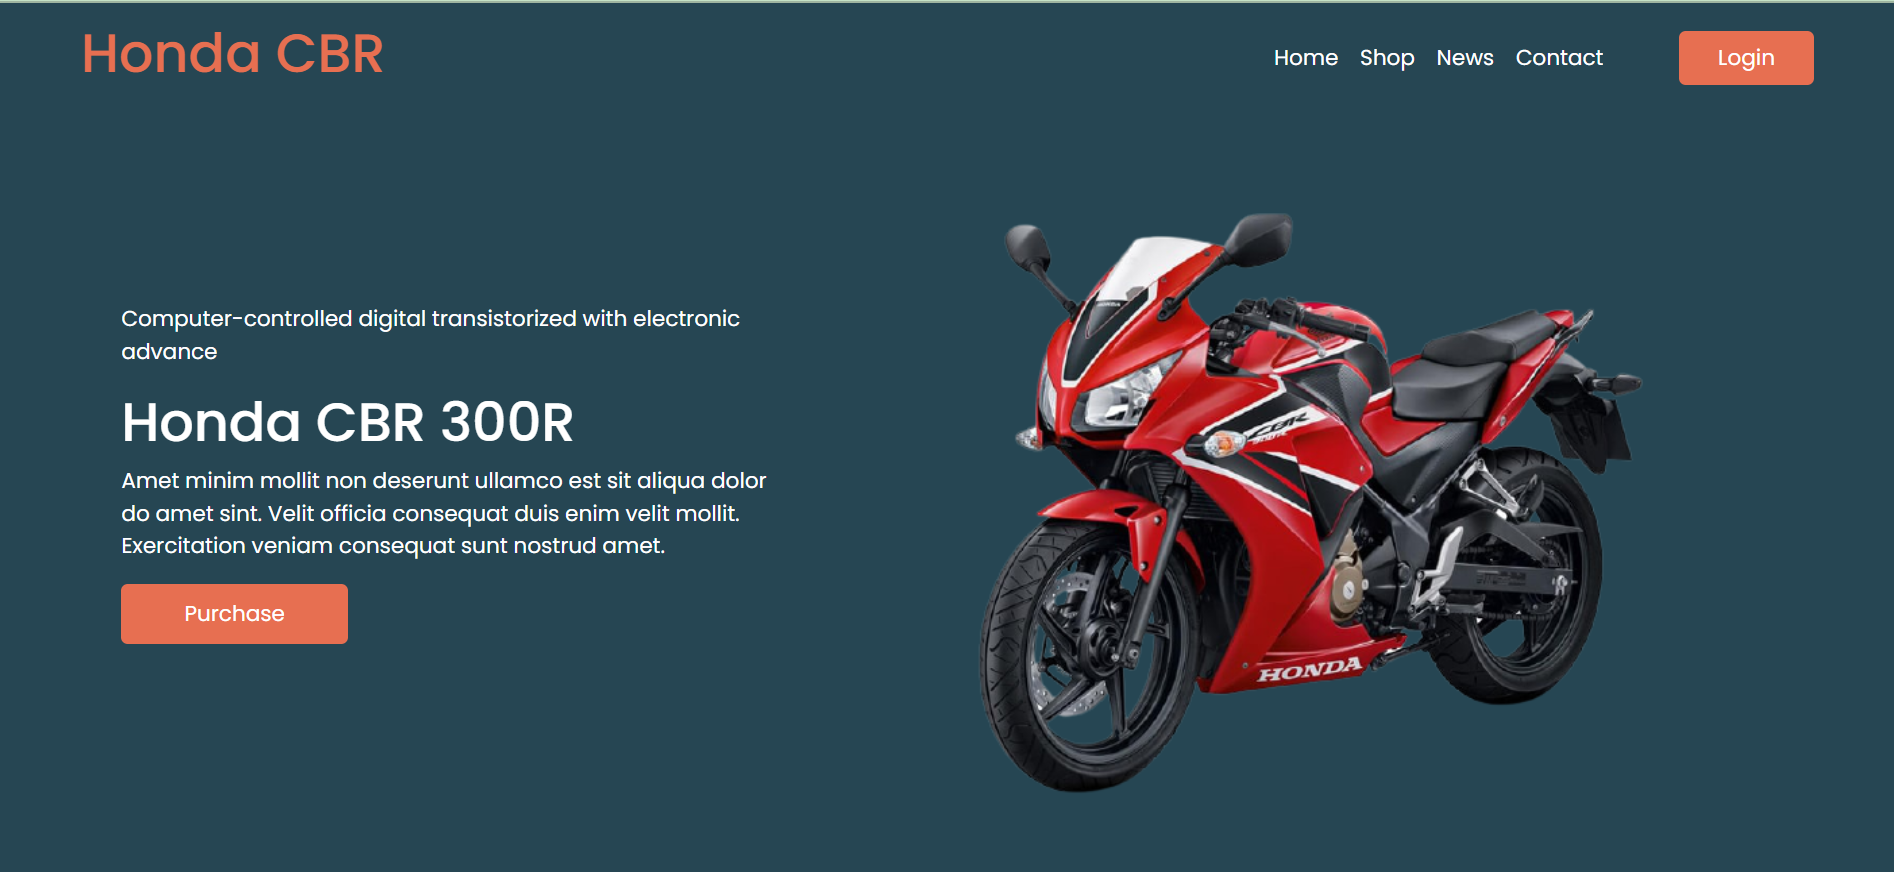 Honda CBR
Home Shop News Contact Login
Computer-controlled digital transistorized with electronic
advance
Honda CBR 300R
Amet minim mollit non deserunt ullamco est sit aliqua dolor
do amet sint. Velit officia consequat duis enim velit mollit.
Exercitation veniam consequat sunt nostrud amet.
Purchase
HONDA
CBR
HONDA